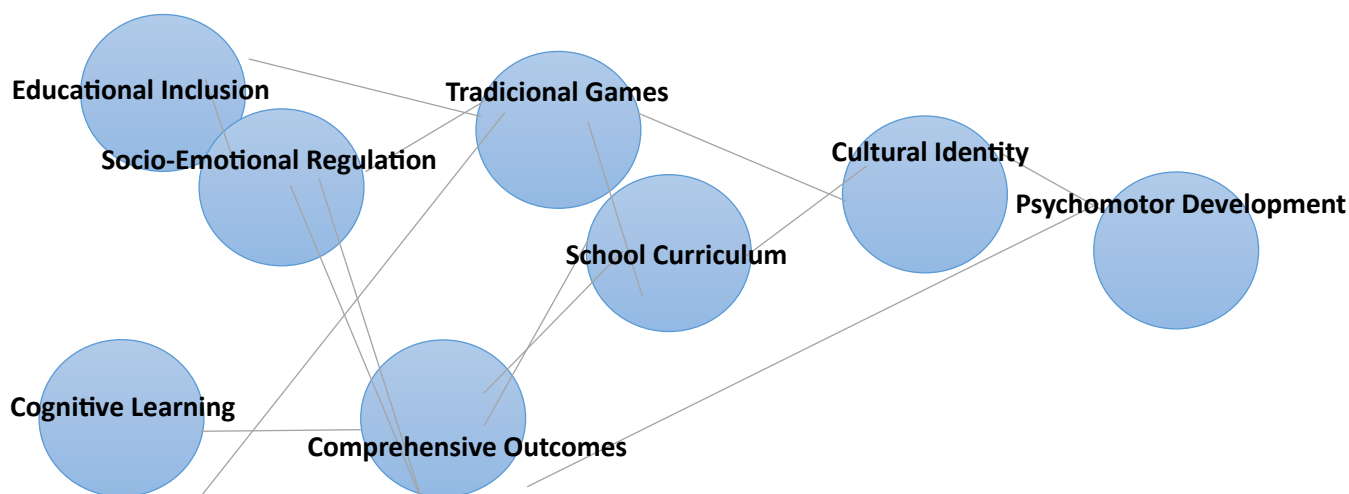 Educational Inclusion
Tradicional Games
Socio-Emotional Regulation
Cultural Identity
Psychomotor Development
School Curriculum
Cognitive Learning
Comprehensive Outcomes